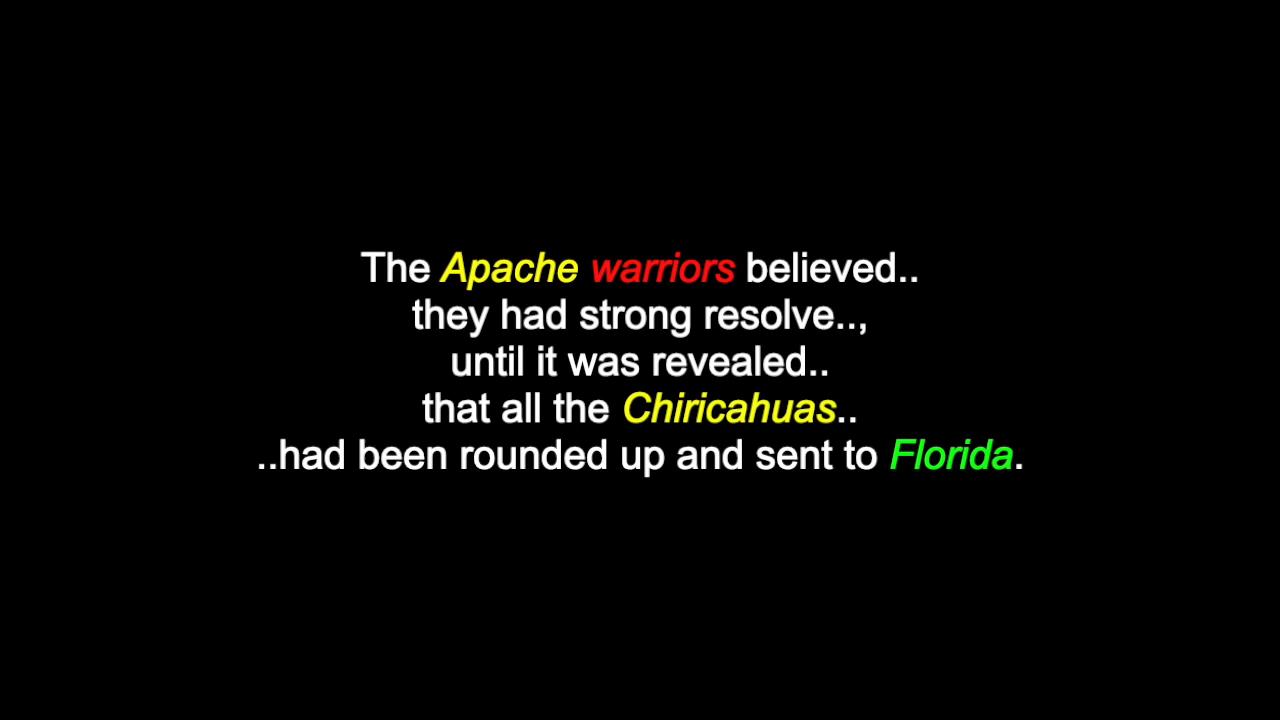 The Apache warriors believed..
they had strong resolve..,
until it was revealed..
that all the Chiricahuas..
..had been rounded up and sent to Florida.